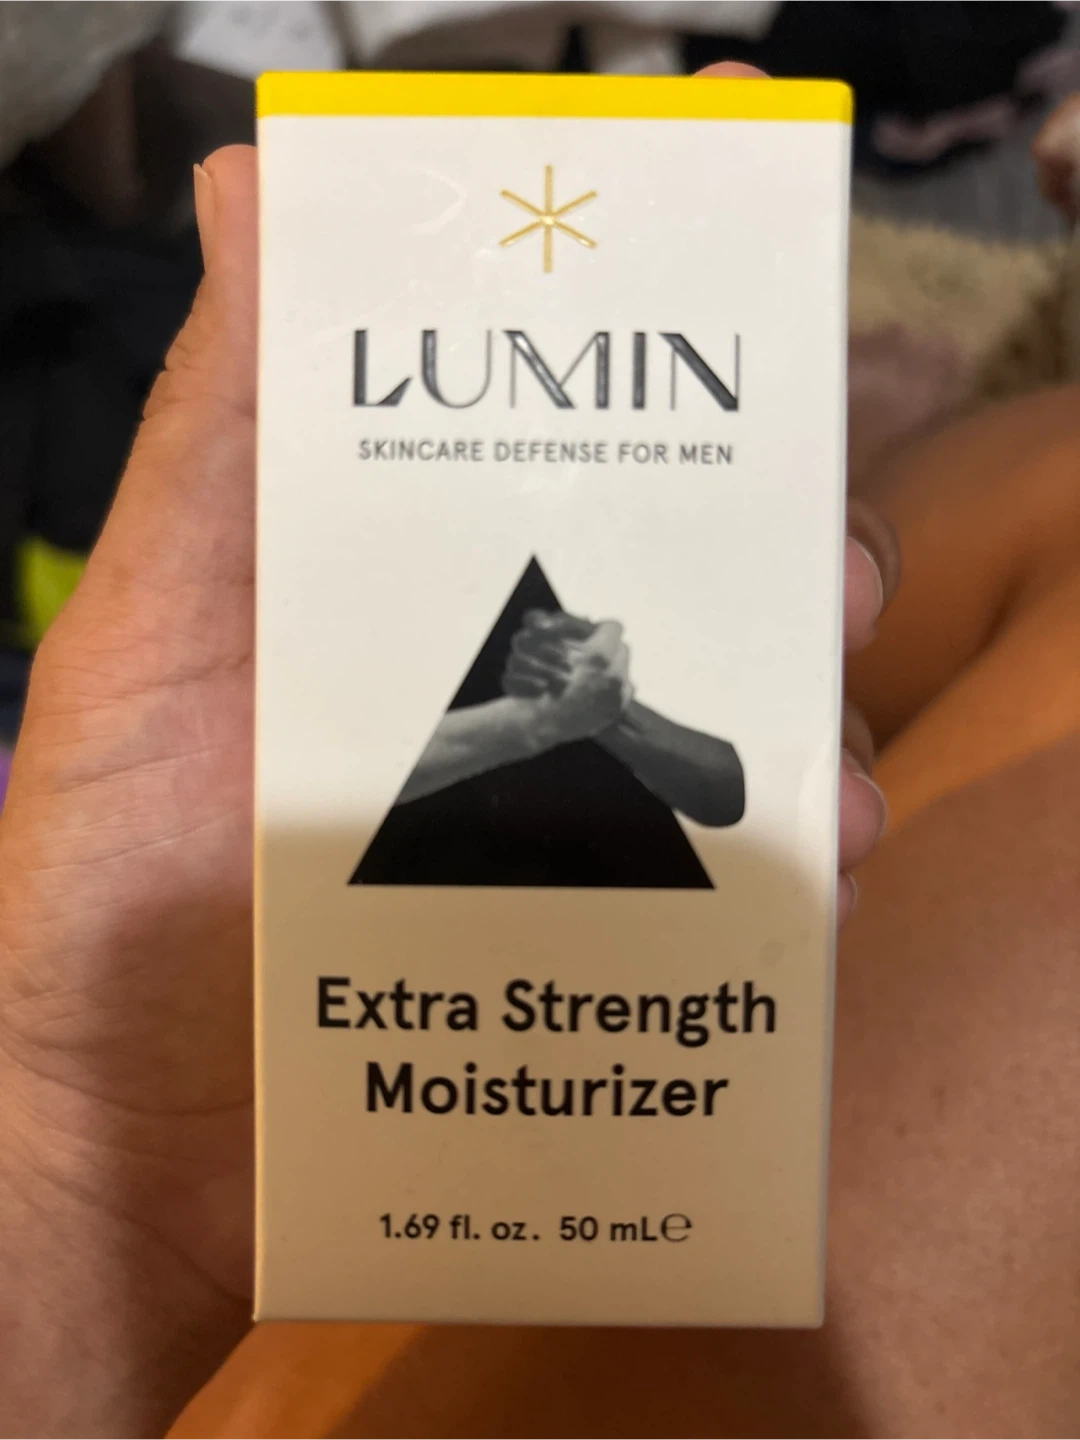 LUMIN
SKINCARE DEFENSE FOR MEN
Extra Strength
Moisturizer
1.69 fl. oz. 50 mL℮